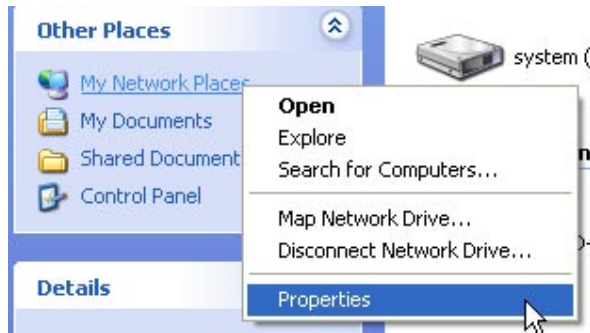 Other Places
system (
My Network Places
My Documents
Shared Document
Control Panel
Open
Explore
Search for Computers...
Map Network Drive...
Disconnect Network Drive...
Properties
Details